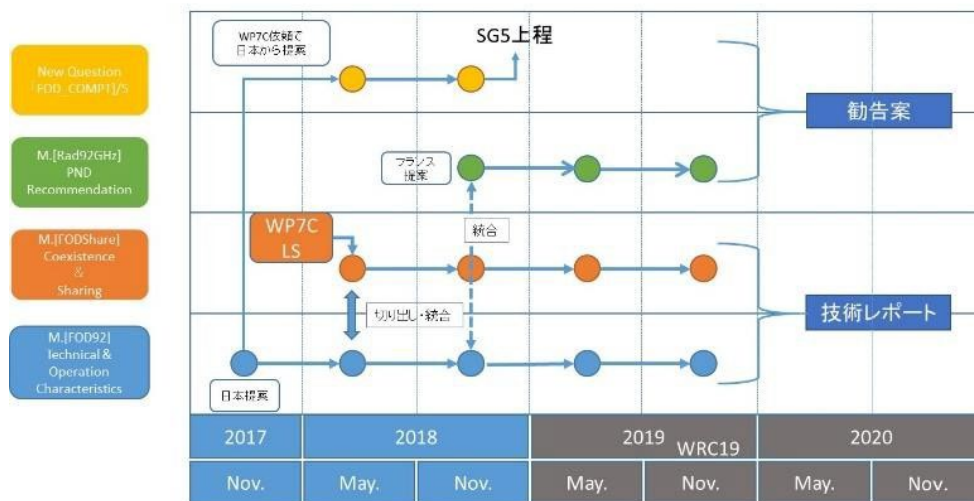 WP7C依頼で
日本から提案
SG5上程
New Question
[FOD_COMPT]/5
勧告案
M.[Rad92GHz]
PND
Recommendation
フランス
提案
WP7C
LS
統合
M.[FODShare]
Coexistence
&
Sharing
切り出し・統合
技術レポート
M.[FOD92]
Technical &
Operation
Characteristics
日本提案
2017
2018
2019
WRC19
2020
Nov.
May.
Nov.
May.
Nov.
May.
Nov.